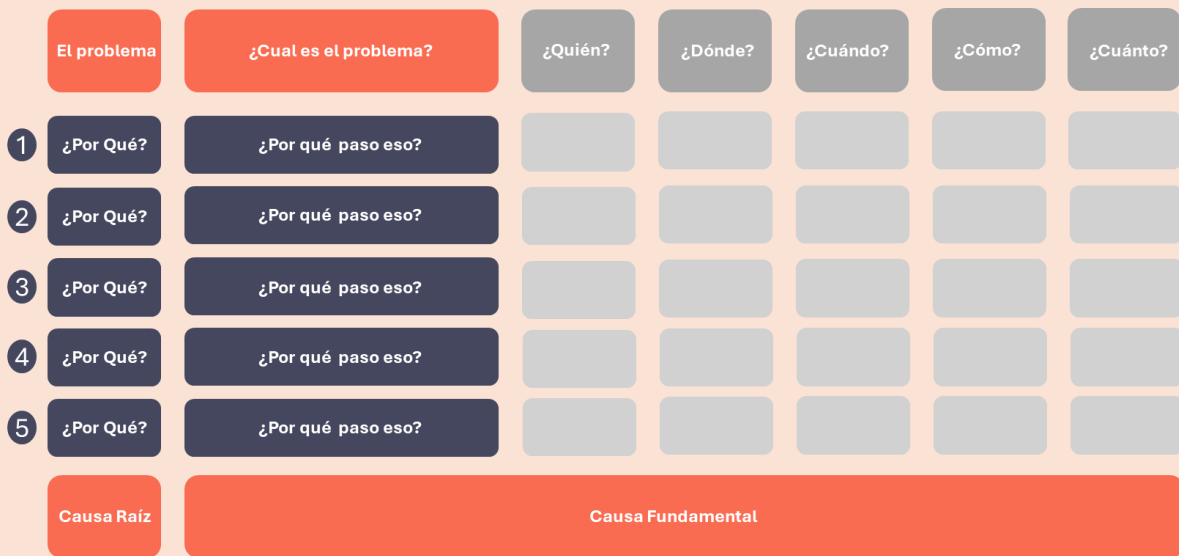 El problema
¿Cual es el problema?
¿Quién?
¿Dónde?
¿Cuándo?
¿Cómo?
¿Cuánto?
1
¿Por Qué?
¿Por qué paso eso?
2
¿Por Qué?
¿Por qué paso eso?
3
¿Por Qué?
¿Por qué paso eso?
4
¿Por Qué?
¿Por qué paso eso?
5
¿Por Qué?
¿Por qué paso eso?
Causa Raíz
Causa Fundamental